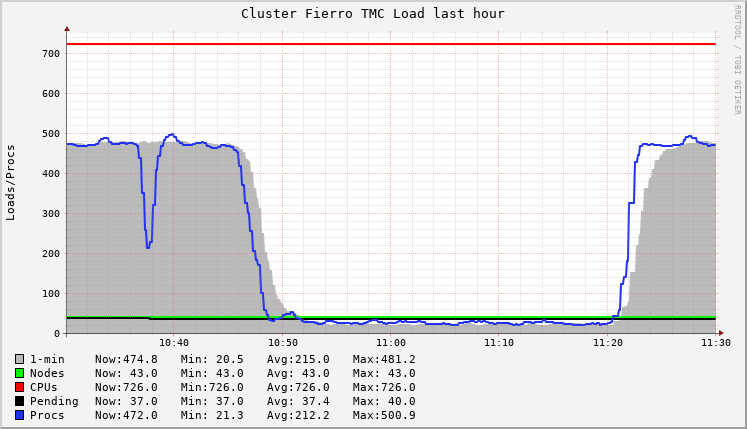 Cluster Fierro TMC Load last hour
RRDTOOL / TOBI OETIKER
Loads/Procs
700
600
500
400
300
200
100
0
10:40 10:50 11:00 11:10 11:20 11:30
1-min Now:474.8 Min: 20.5 Avg:215.0 Max:481.2
Nodes Now: 43.0 Min: 43.0 Avg: 43.0 Max: 43.0
CPUs Now:726.0 Min:726.0 Avg:726.0 Max:726.0
Pending Now: 37.0 Min: 37.0 Avg: 37.4 Max: 40.0
Procs Now:472.0 Min: 21.3 Avg:212.2 Max:500.9